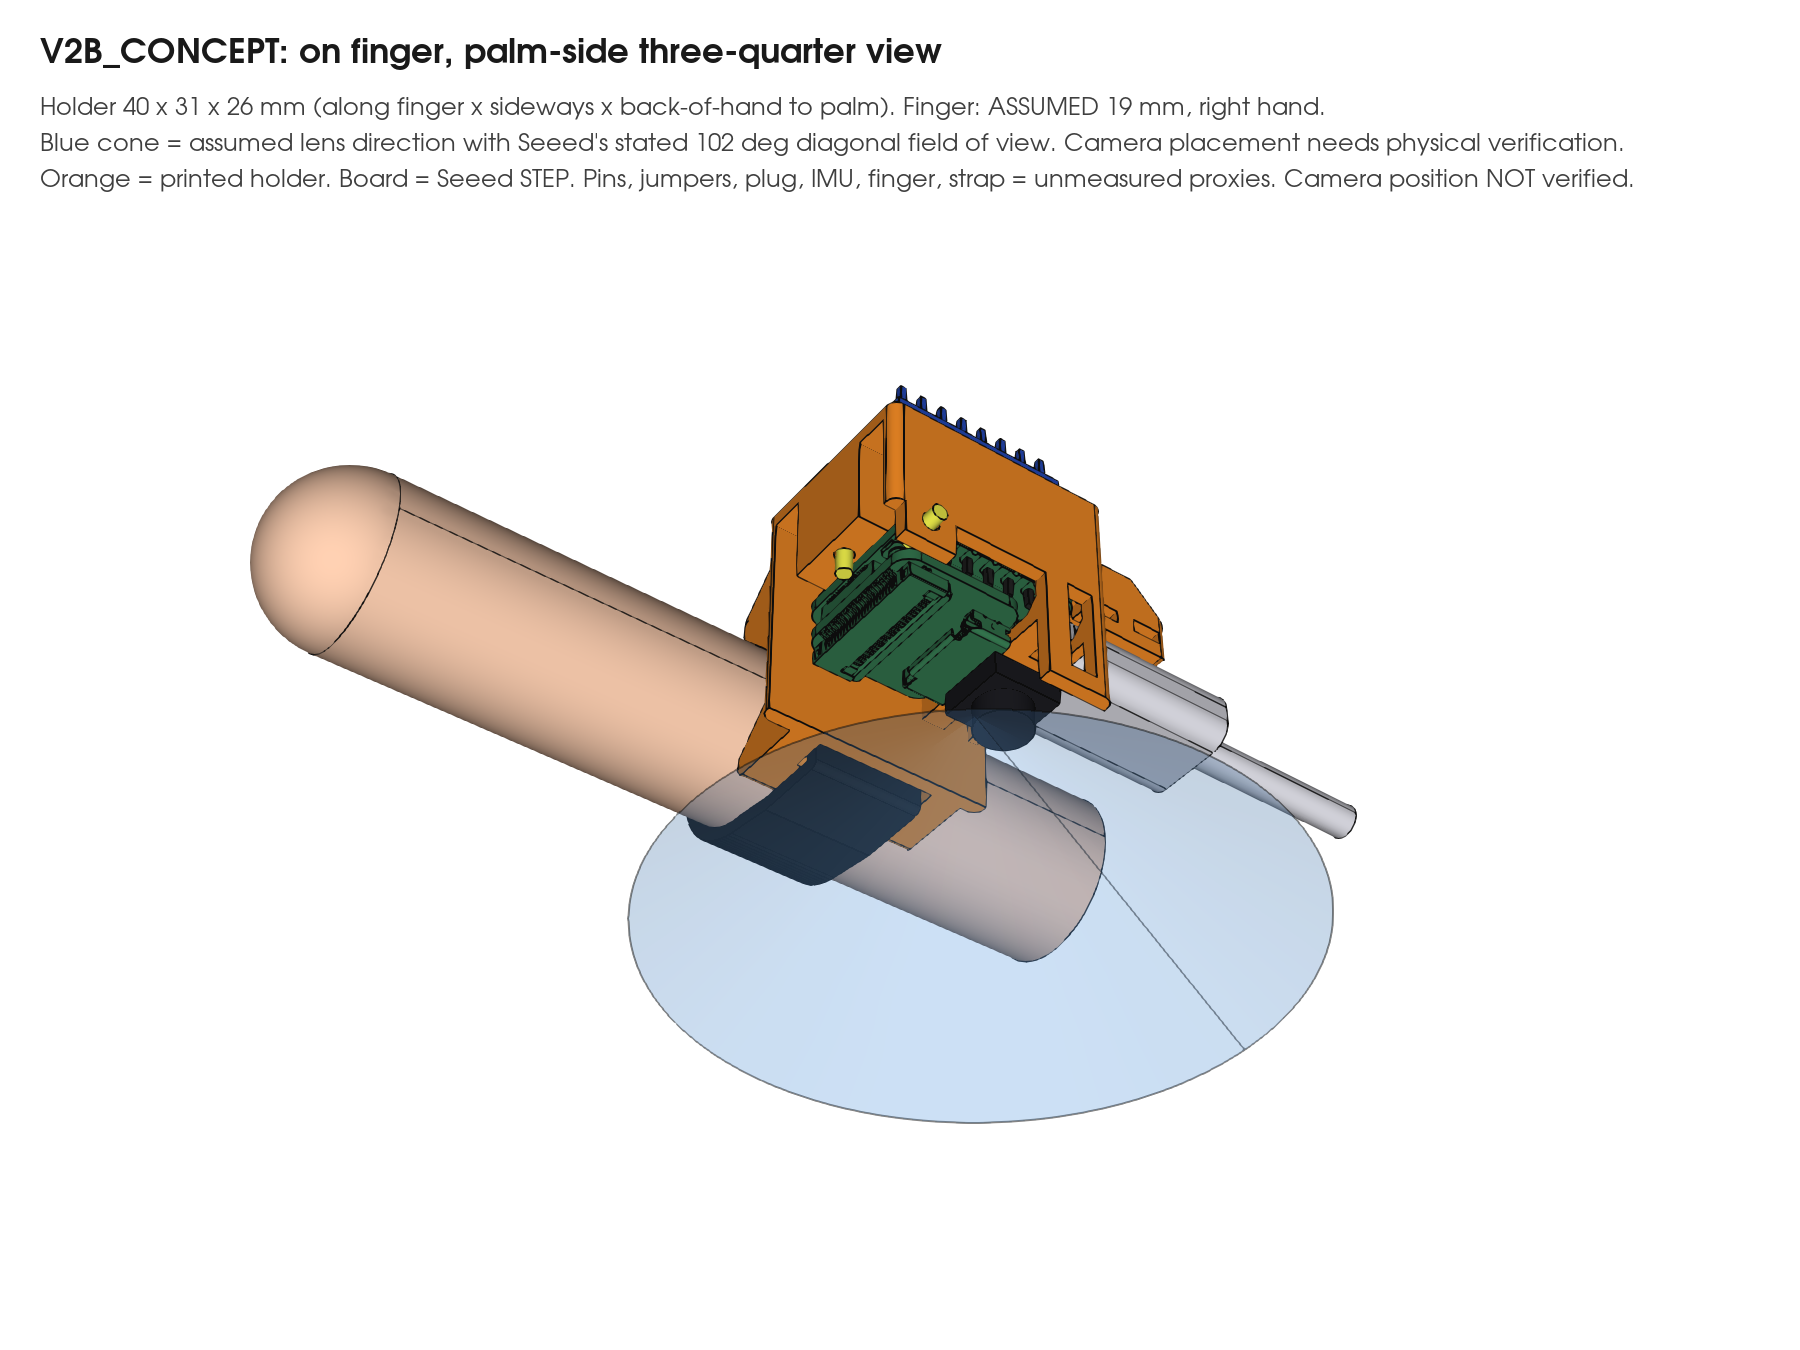 V2B_CONCEPT: on finger, palm-side three-quarter view
Holder 40 x 31 x 26 mm (along finger x sideways x back-of-hand to palm). Finger: ASSUMED 19 mm, right hand.
Blue cone = assumed lens direction with Seeed's stated 102 deg diagonal field of view. Camera placement needs physical verification.
Orange = printed holder. Board = Seeed STEP. Pins, jumpers, plug, IMU, finger, strap = unmeasured proxies. Camera position NOT verified.